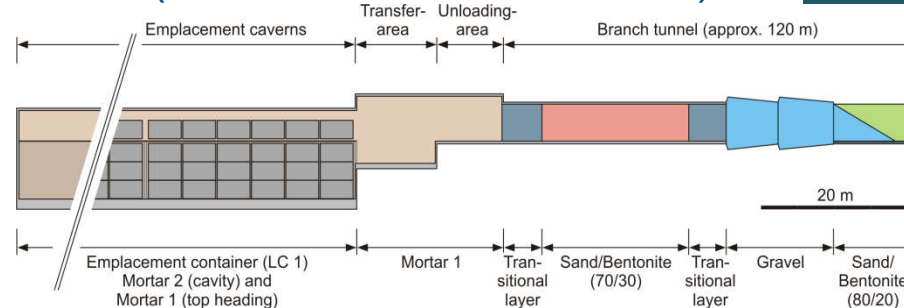 Transfer-
area
Unloading-
area
Emplacement caverns
Branch tunnel (approx. 120 m)
20 m
Emplacement container (LC 1)
Mortar 2 (cavity) and
Mortar 1 (top heading)
Mortar 1
Tran-
sitional
layer
Sand/Bentonite
(70/30)
Tran-
sitional
layer
Gravel
Sand/
Bentonite
(80/20)